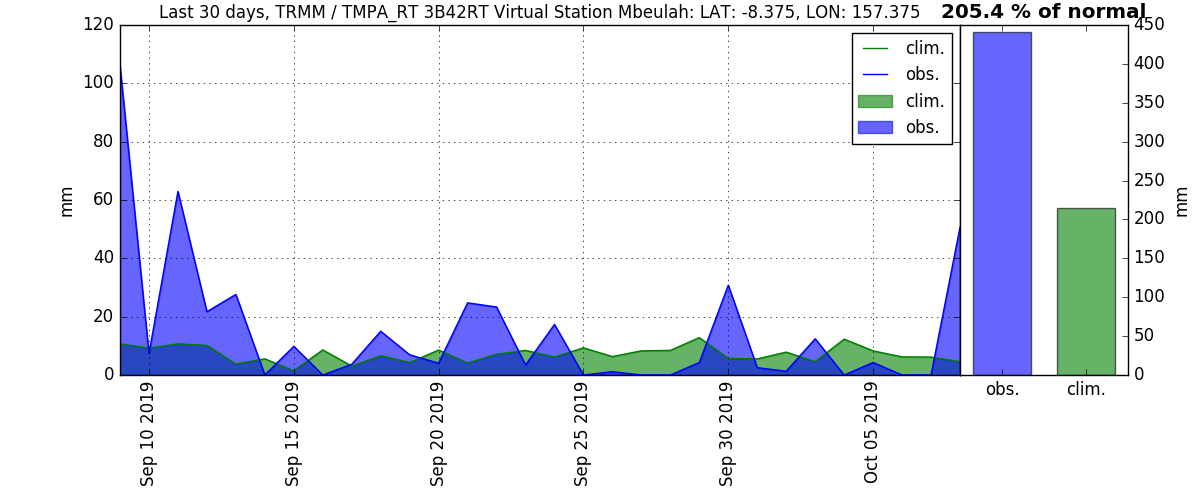 Last 30 days, TRMM / TMPA_RT 3B42RT Virtual Station Mbeulah: LAT: -8.375, LON: 157.375
205.4 % of normal
120
100
80
60
40
20
0
mm
Sep 10 2019
Sep 15 2019
Sep 20 2019
Sep 25 2019
Sep 30 2019
Oct 05 2019
clim.
obs.
clim.
obs.
450
400
350
300
250
200
150
100
50
0
mm
obs.
clim.